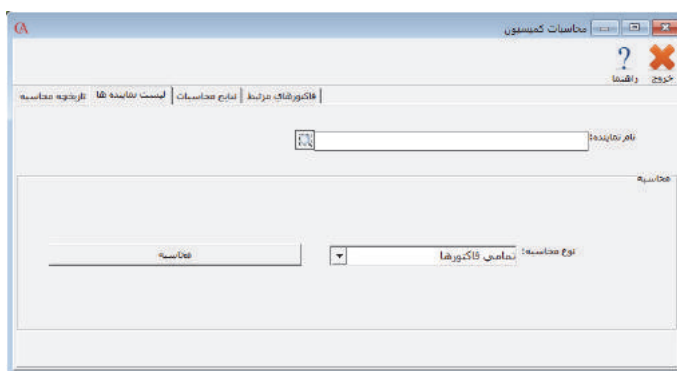 محاسبات کمیسیون
CA
خروج راهنما
تاریخچه محاسبه لیست نماینده ها نتایج محاسبات فاکتورهای مرتبط
نام نماینده:
محاسبه
نوع محاسبه: تمامی فاکتورها محاسبه